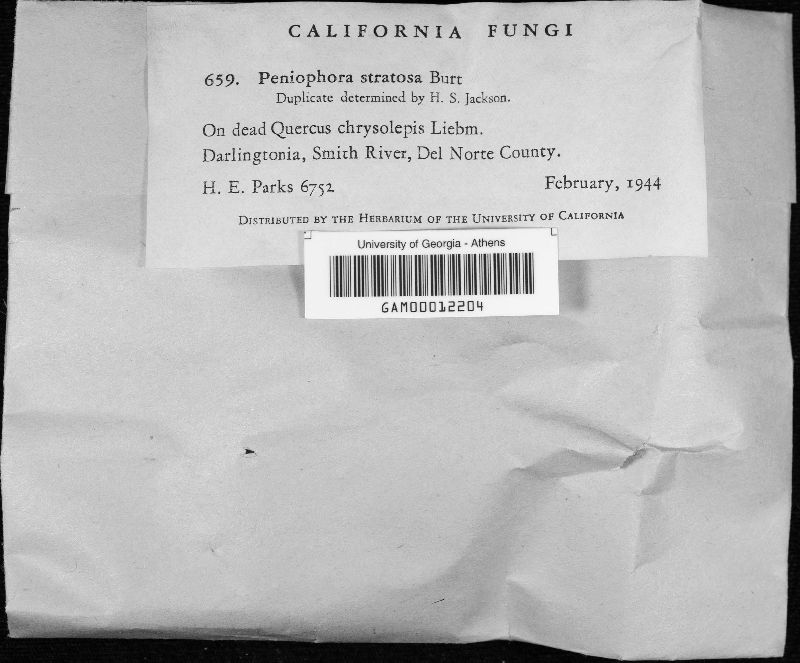 CALIFORNIA FUNGI
659. Peniophora stratosa Burt
Duplicate determined by H. S. Jackson.
On dead Quercus chrysolepis Liebm.
Darlingtonia, Smith River, Del Norte County.
H. E. Parks 6752 February, 1944
DISTRIBUTED BY THE HERBARIUM OF THE UNIVERSITY OF CALIFORNIA
University of Georgia - Athens
GAM00012204